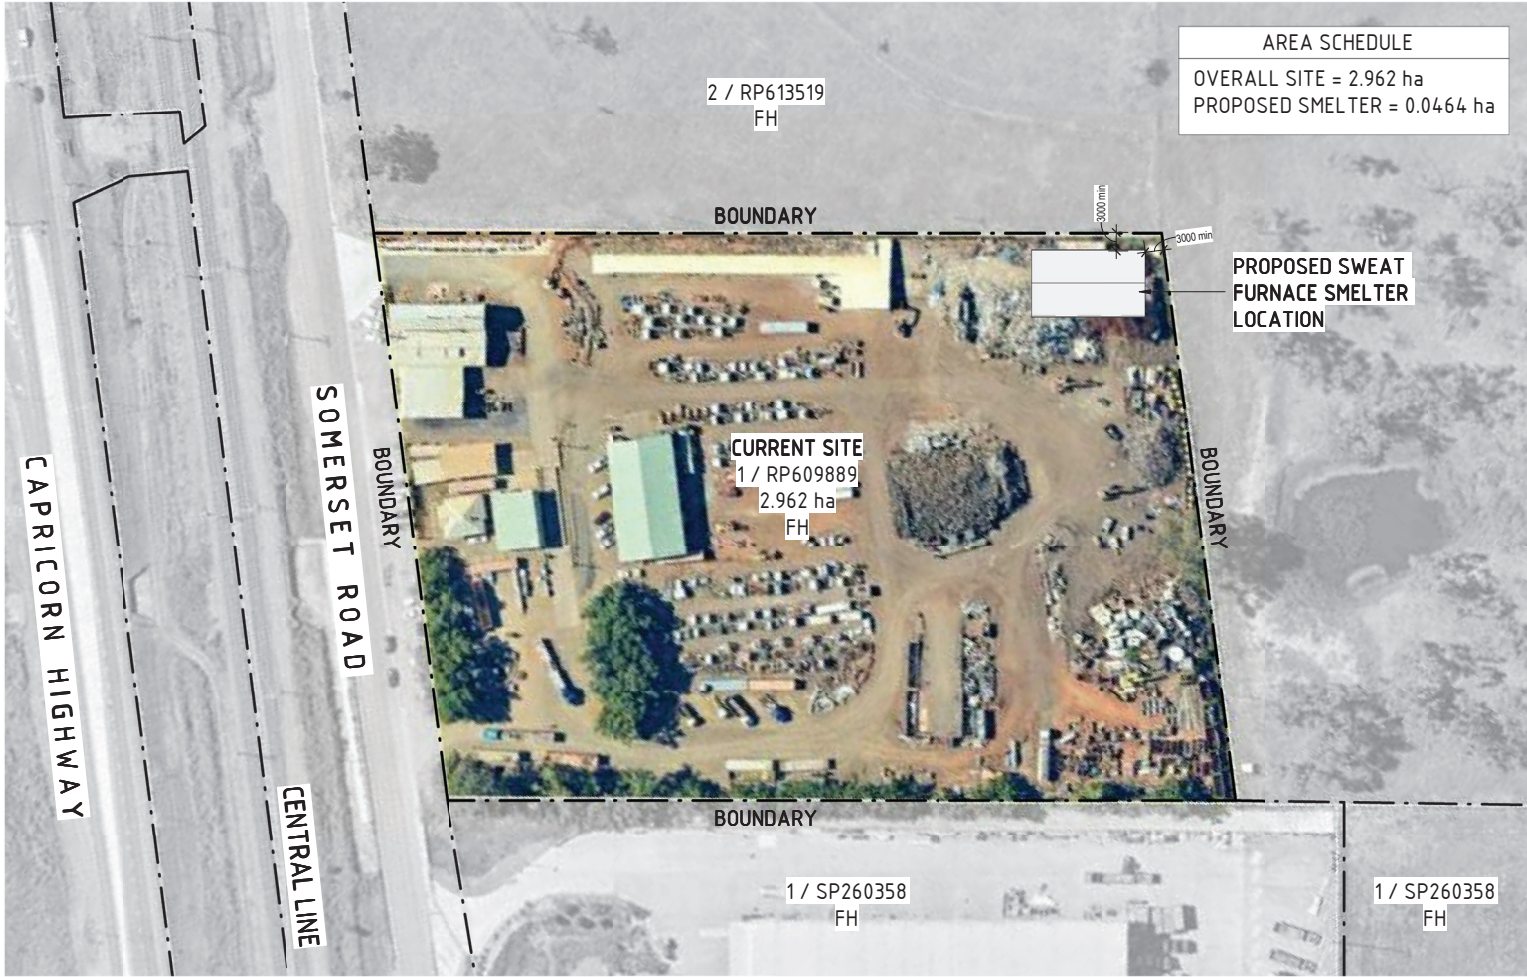 AREA SCHEDULE
OVERALL SITE = 2.962 ha
PROPOSED SMELTER = 0.0464 ha
2 / RP613519
FH
BOUNDARY
3000 min
3000 min
PROPOSED SWEAT
FURNACE SMELTER
LOCATION
SOMERSET ROAD
BOUNDARY
CURRENT SITE
1 / RP609889
2.962 ha
FH
BOUNDARY
CAPRICORN HIGHWAY
CENTRAL LINE
BOUNDARY
1 / SP260358
FH
1 / SP260358
FH